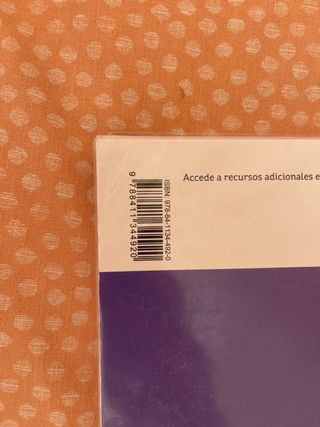 Accede a recursos adicionales e
ISBN: 978-84-1134-492-0
9 788411 344920